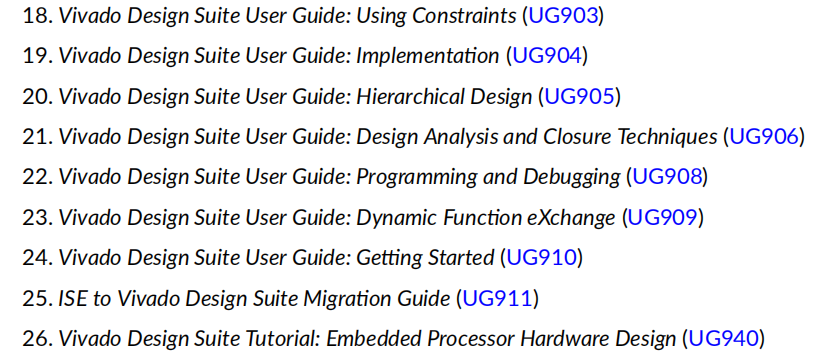 18. Vivado Design Suite User Guide: Using Constraints (UG903)
19. Vivado Design Suite User Guide: Implementation (UG904)
20. Vivado Design Suite User Guide: Hierarchical Design (UG905)
21. Vivado Design Suite User Guide: Design Analysis and Closure Techniques (UG906)
22. Vivado Design Suite User Guide: Programming and Debugging (UG908)
23. Vivado Design Suite User Guide: Dynamic Function eXchange (UG909)
24. Vivado Design Suite User Guide: Getting Started (UG910)
25. ISE to Vivado Design Suite Migration Guide (UG911)
26. Vivado Design Suite Tutorial: Embedded Processor Hardware Design (UG940)